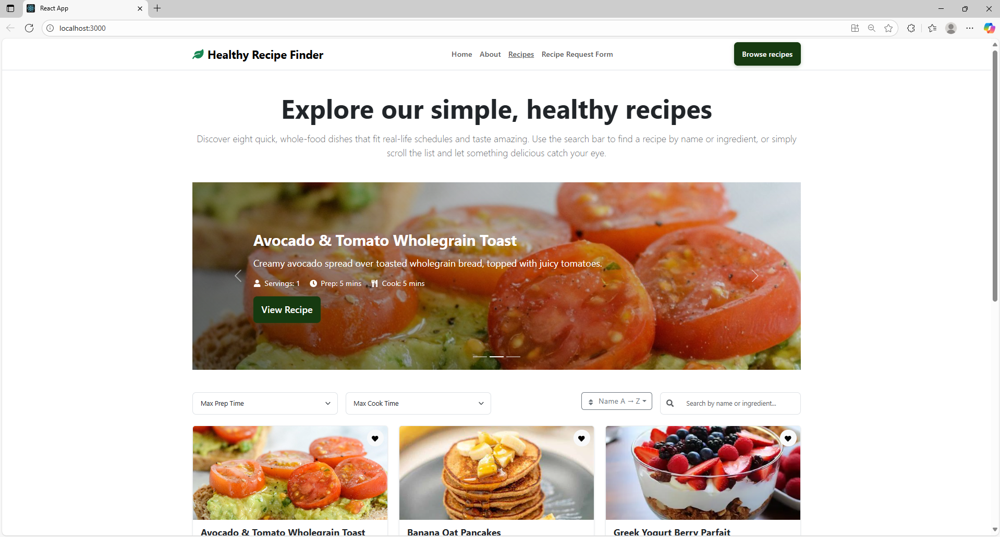 React App
localhost:3000
Healthy Recipe Finder
Home About Recipes Recipe Request Form
Browse recipes
Explore our simple, healthy recipes
Discover eight quick, whole-food dishes that fit real-life schedules and taste amazing. Use the search bar to find a recipe by name or ingredient, or simply
scroll the list and let something delicious catch your eye.
Avocado & Tomato Wholegrain Toast
Creamy avocado spread over toasted wholegrain bread, topped with juicy tomatoes.
Servings: 1 Prep: 5 mins Cook: 5 mins
View Recipe
Max Prep Time
Max Cook Time
Name A → Z
Search by name or ingredient...
Avocado & Tomato Wholegrain Toast
Banana Oat Pancakes
Greek Yogurt Berry Parfait